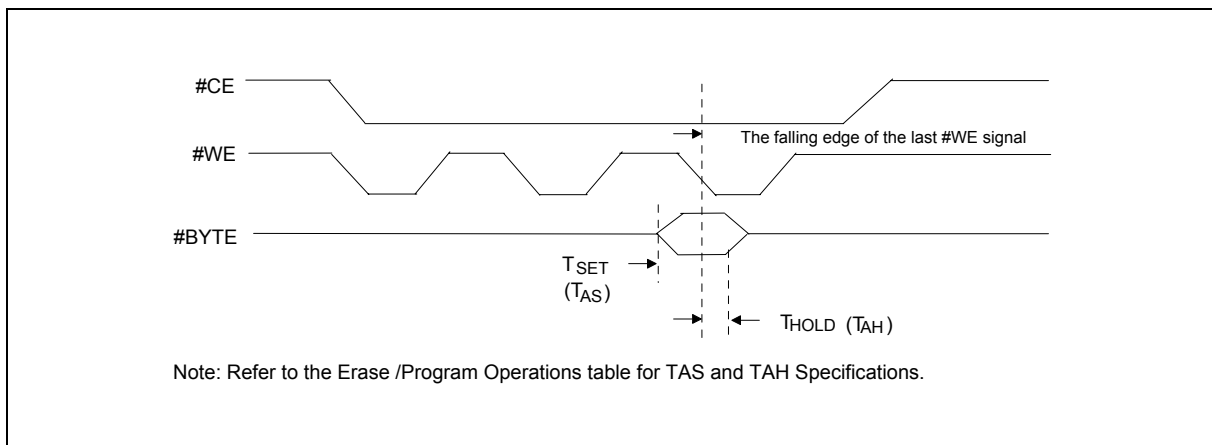 #CE
The falling edge of the last #WE signal
#WE
#BYTE
TSET
(TAS)
THOLD (TAH)
Note: Refer to the Erase /Program Operations table for TAS and TAH Specifications.